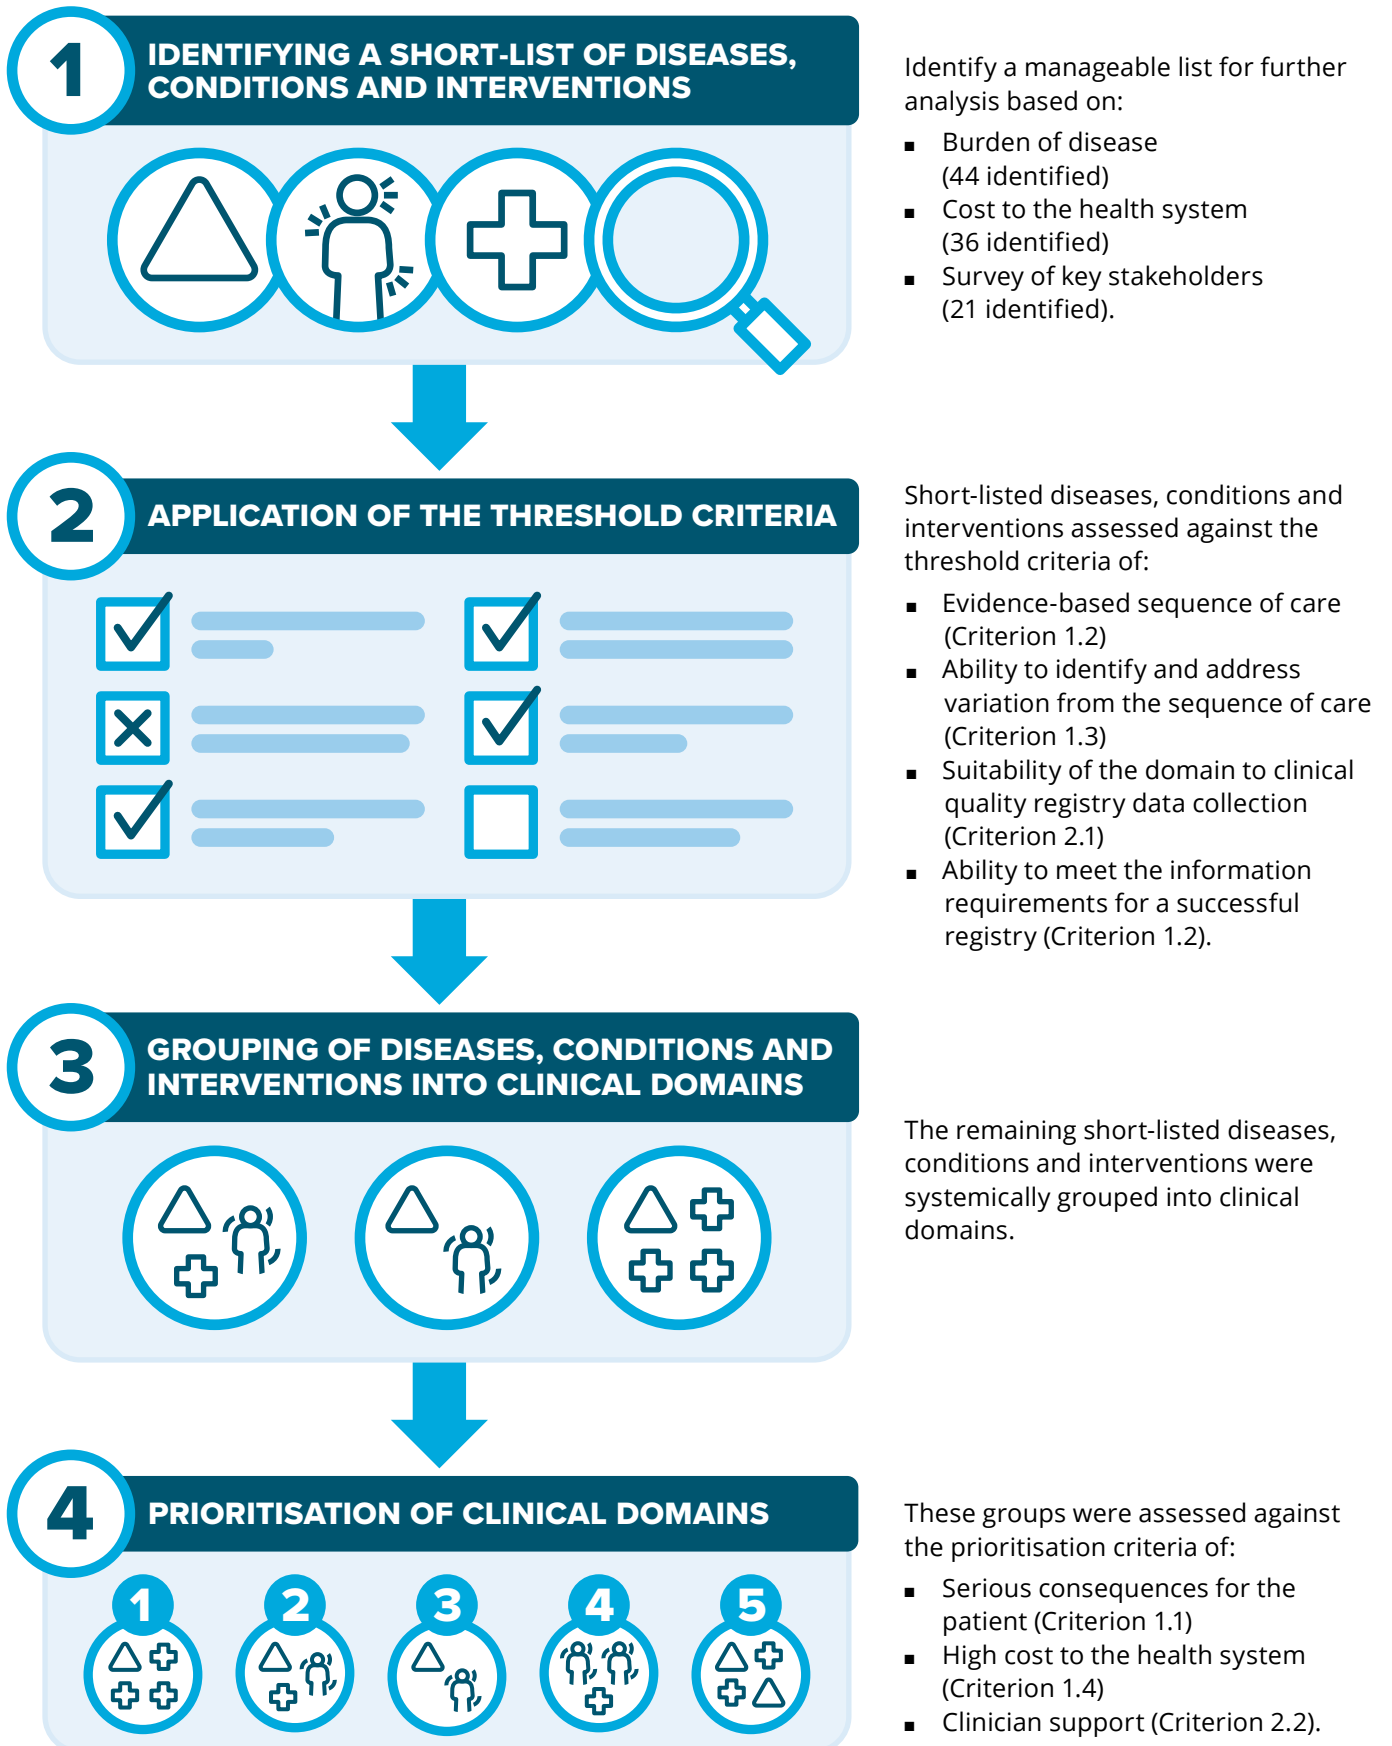 1
IDENTIFYING A SHORT-LIST OF DISEASES,
CONDITIONS AND INTERVENTIONS
Identify a manageable list for further
analysis based on:
▪ Burden of disease
(44 identified)
▪ Cost to the health system
(36 identified)
▪ Survey of key stakeholders
(21 identified).
2
APPLICATION OF THE THRESHOLD CRITERIA
Short-listed diseases, conditions and
interventions assessed against the
threshold criteria of:
▪ Evidence-based sequence of care
(Criterion 1.2)
▪ Ability to identify and address
variation from the sequence of care
(Criterion 1.3)
▪ Suitability of the domain to clinical
quality registry data collection
(Criterion 2.1)
▪ Ability to meet the information
requirements for a successful
registry (Criterion 1.2).
3
GROUPING OF DISEASES, CONDITIONS AND
INTERVENTIONS INTO CLINICAL DOMAINS
The remaining short-listed diseases,
conditions and interventions were
systemically grouped into clinical
domains.
4
PRIORITISATION OF CLINICAL DOMAINS
1 2 3 4 5
These groups were assessed against
the prioritisation criteria of:
▪ Serious consequences for the
patient (Criterion 1.1)
▪ High cost to the health system
(Criterion 1.4)
▪ Clinician support (Criterion 2.2).